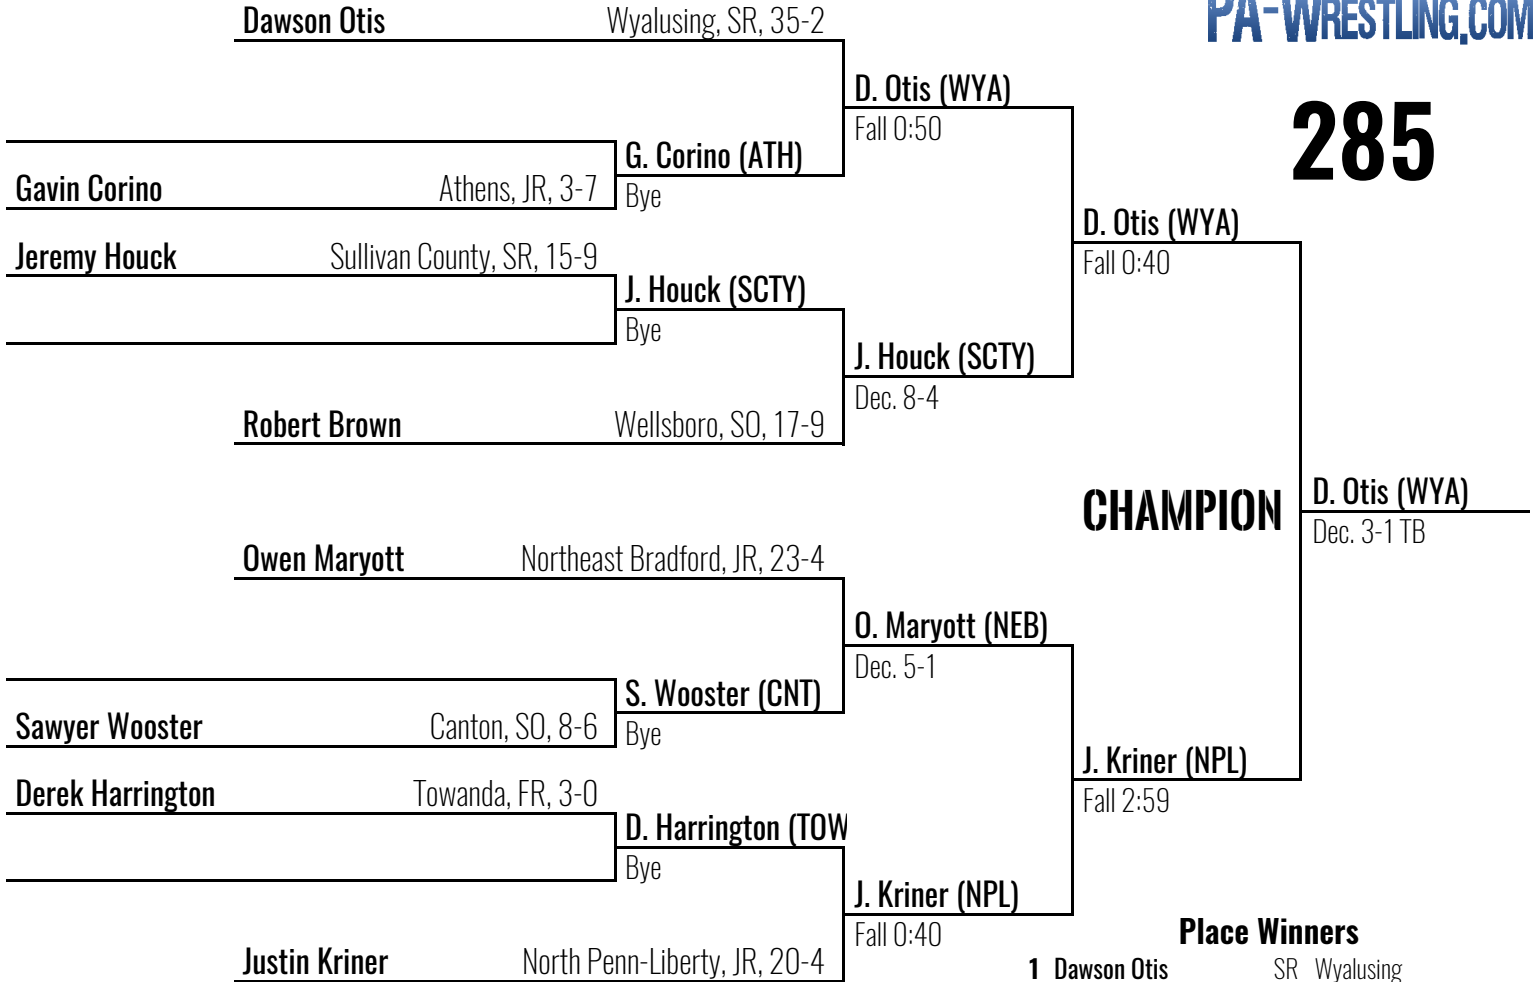 PA-WRESTLING.COM
285
Dawson Otis Wyalusing, SR, 35-2
D. Otis (WYA)
Fall 0:50
G. Corino (ATH)
Bye
Gavin Corino Athens, JR, 3-7
D. Otis (WYA)
Fall 0:40
Jeremy Houck Sullivan County, SR, 15-9
J. Houck (SCTY)
Bye
J. Houck (SCTY)
Dec. 8-4
Robert Brown Wellsboro, SO, 17-9
CHAMPION
D. Otis (WYA)
Dec. 3-1 TB
Owen Maryott Northeast Bradford, JR, 23-4
O. Maryott (NEB)
Dec. 5-1
S. Wooster (CNT)
Bye
Sawyer Wooster Canton, SO, 8-6
J. Kriner (NPL)
Fall 2:59
Derek Harrington Towanda, FR, 3-0
D. Harrington (TOW
Bye
J. Kriner (NPL)
Fall 0:40
Justin Kriner North Penn-Liberty, JR, 20-4
Place Winners
1 Dawson Otis SR Wyalusing